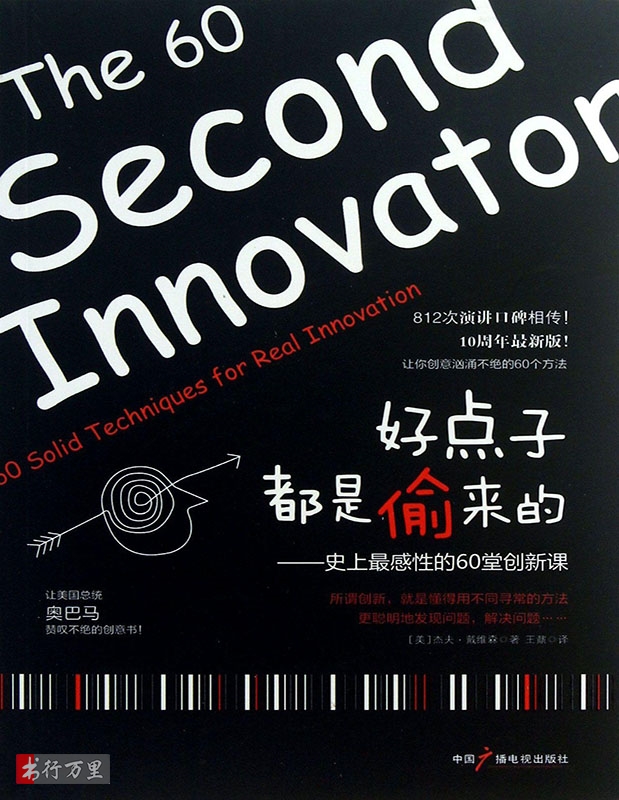 The 60
Second
Innovator
60 Solid Techniques for Real Innovation
812次演讲口碑相传！
10周年最新版！
让你创意汹涌不绝的60个方法
好点子
都是偷来的
——史上最感性的60堂创新课
让美国总统
奥巴马
赞叹不绝的创意书！
所谓创新，就是懂得用不同寻常的方法
更聪明地发现问题，解决问题……
［美］杰夫·戴维森◎著 王燕◎译
书行万里
中国广播电视出版社